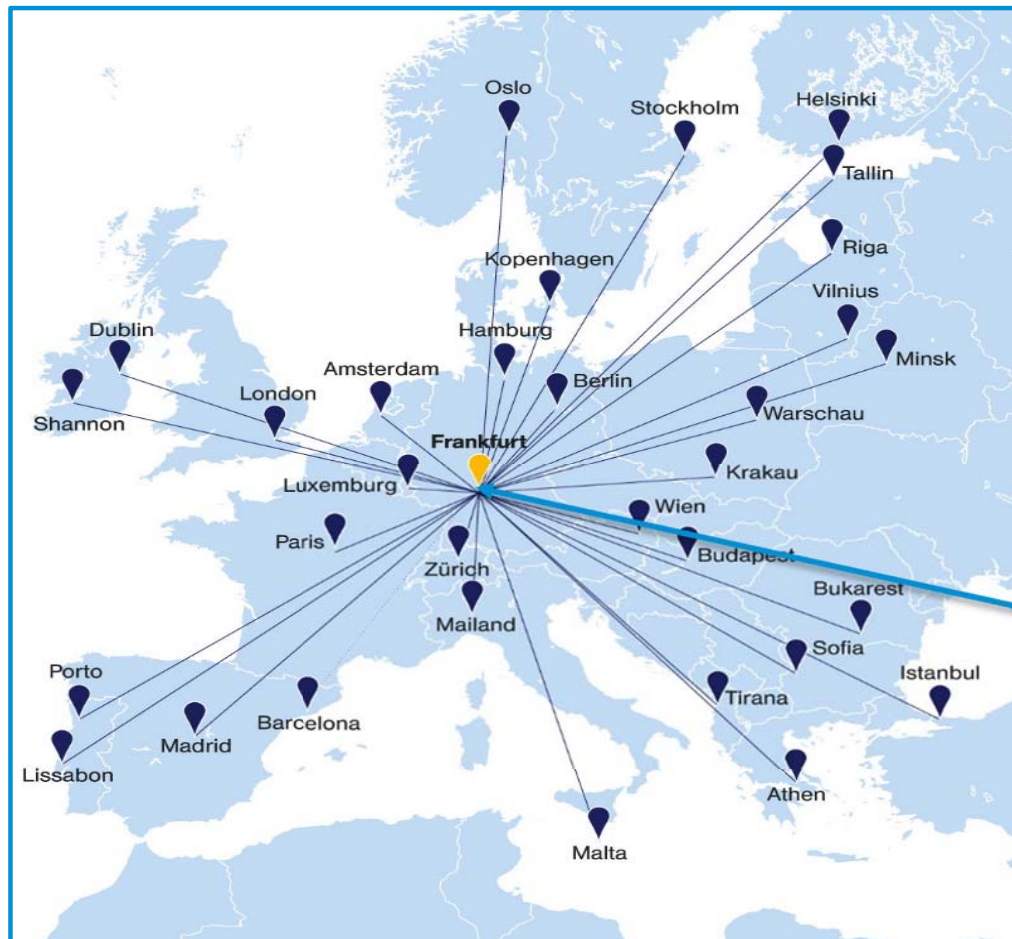 Oslo
Stockholm
Helsinki
Tallin
Riga
Kopenhagen
Vilnius
Dublin
Hamburg
Minsk
Amsterdam
Berlin
London
Shannon
Warschau
Frankfurt
Krakau
Luxemburg
Wien
Paris
Budapest
Zürich
Bukarest
Mailand
Sofia
Porto
Istanbul
Tirana
Barcelona
Madrid
Lissabon
Athen
Malta